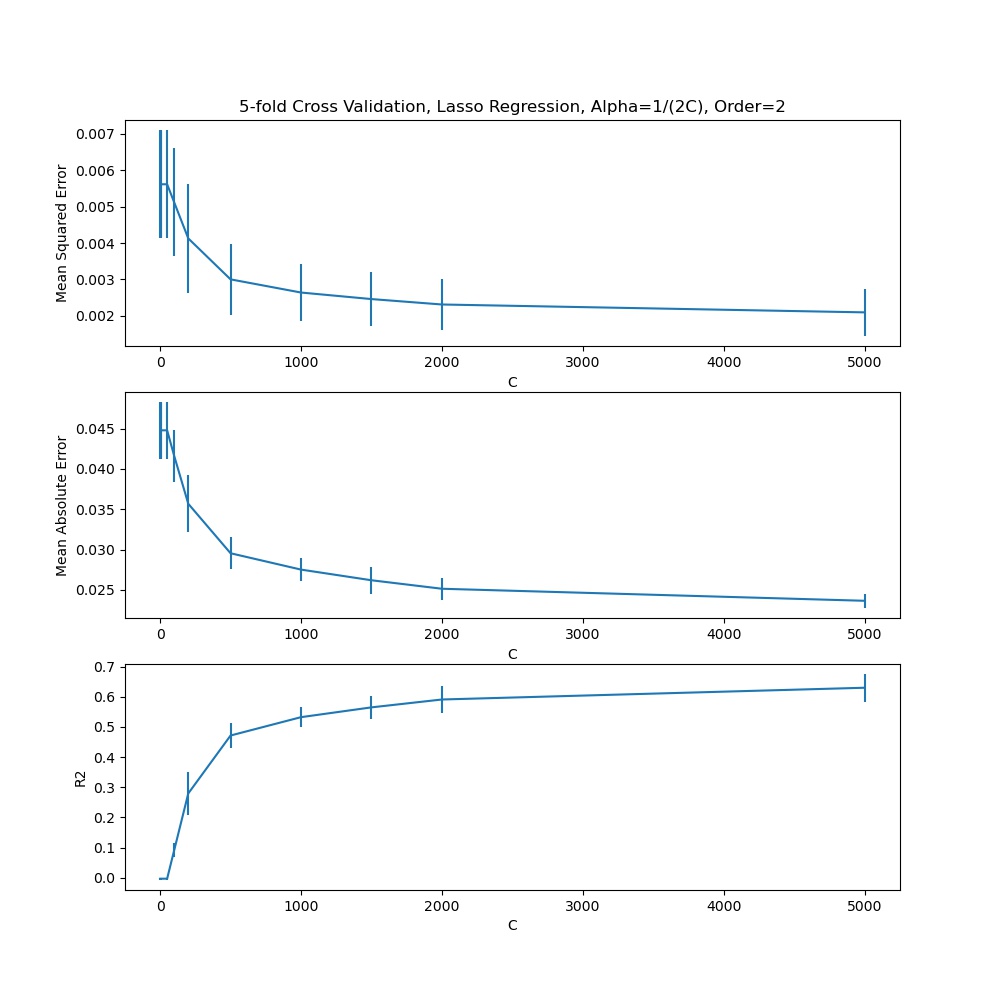 5-fold Cross Validation, Lasso Regression, Alpha=1/(2C), Order=2
Mean Squared Error
0.007
0.006
0.005
0.004
0.003
0.002
0 1000 2000 3000 4000 5000
C
Mean Absolute Error
0.045
0.040
0.035
0.030
0.025
0 1000 2000 3000 4000 5000
C
R2
0.7
0.6
0.5
0.4
0.3
0.2
0.1
0.0
0 1000 2000 3000 4000 5000
C